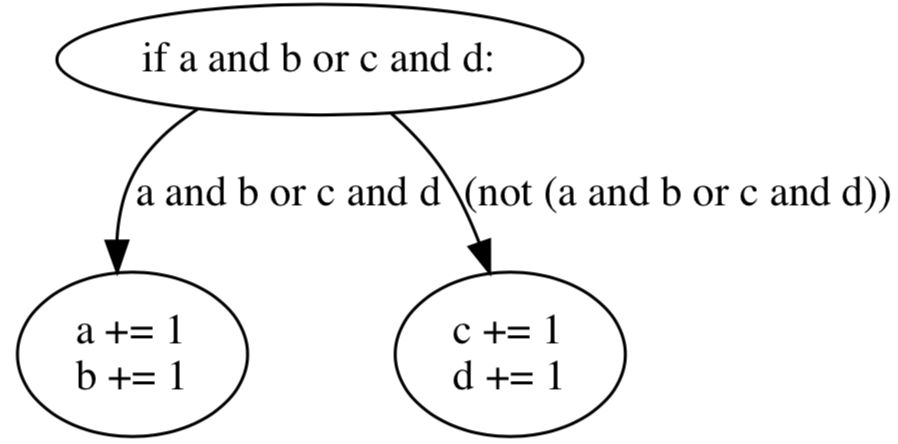 if a and b or c and d:
a and b or c and d
(not (a and b or c and d))
a += 1
b += 1
c += 1
d += 1